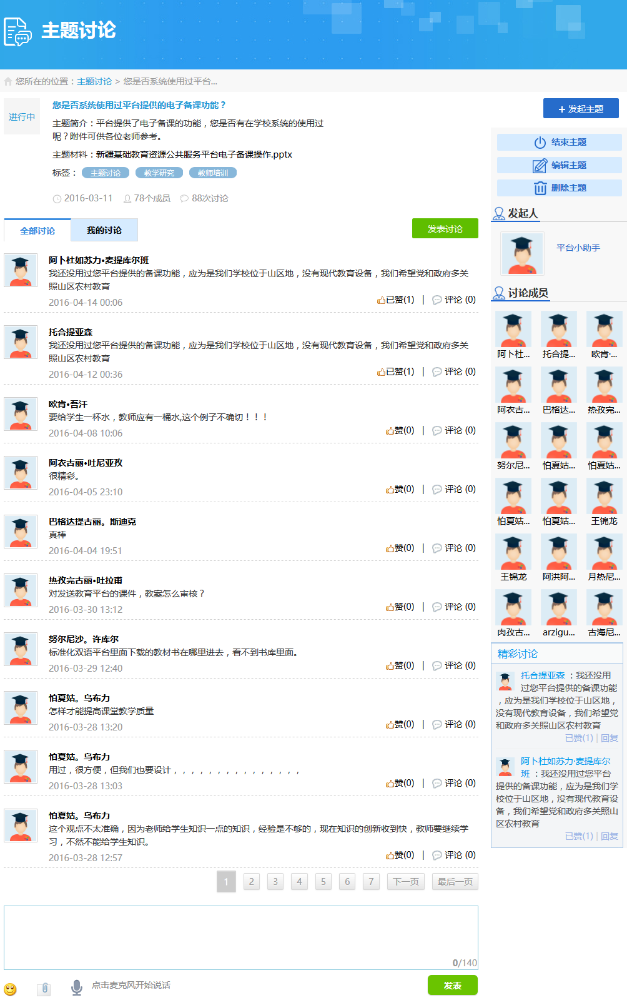 主题讨论
您所在的位置：主题讨论 > 您是否系统使用过平台...
进行中
您是否系统使用过平台提供的电子备课功能？
主题简介：平台提供了电子备课的功能，您是否有在学校系统的使用过
呢？附件可供各位老师参考。
主题材料：新疆基础教育资源公共服务平台电子备课操作.pptx
标签： 主题讨论 教学研究 教师培训
2016-03-11 78个成员 88次讨论
全部讨论 我的讨论 发表讨论
阿卜杜如苏力•麦提库尔班
我还没用过您平台提供的备课功能，应为是我们学校位于山区地，没有现代教育设备，我们希望党和政府多关
照山区农村教育
2016-04-14 00:06 已赞(1) | 评论 (0)
托合提亚森
我还没用过您平台提供的备课功能，应为是我们学校位于山区地，没有现代教育设备，我们希望党和政府多关
照山区农村教育
2016-04-12 00:36 已赞(1) | 评论 (0)
欧肯•吾汗
要给学生一杯水，教师应有一桶水,这个例子不确切！！！
2016-04-08 10:06 赞(0) | 评论 (0)
阿衣古丽•吐尼亚孜
很精彩。
2016-04-05 23:10 赞(0) | 评论 (0)
巴格达提古丽。斯迪克
真棒
2016-04-04 19:51 赞(0) | 评论 (0)
热孜完古丽•吐拉甫
对发送教育平台的课件，教案怎么审核？
2016-03-30 13:12 赞(0) | 评论 (0)
努尔尼沙。许库尔
标准化双语平台里面下载的教材书在哪里进去，看不到书库里面。
2016-03-29 12:40 赞(0) | 评论 (0)
怕夏姑。乌布力
怎样才能提高课堂教学质量
2016-03-28 13:20 赞(0) | 评论 (0)
怕夏姑。乌布力
用过，很方便，但我们也要设计，，，，，，，，，，，，，，，
2016-03-28 13:03 赞(0) | 评论 (0)
怕夏姑。乌布力
这个观点不太准确，因为老师给学生知识一点的知识，经验是不够的，现在知识的创新收到快，教师要继续学
习，不然不能给学生知识。
2016-03-28 12:57 赞(0) | 评论 (0)
1 2 3 4 5 6 7 下一页 最后一页
0/140
点击麦克风开始说话 发表
+ 发起主题
结束主题
编辑主题
删除主题
发起人
平台小助手
讨论成员
阿卜杜... 托合提... 欧肯·...
阿衣古... 巴格达... 热孜完...
努尔尼... 怕夏姑... 怕夏姑...
怕夏姑... 怕夏姑... 王锦龙
王锦龙 阿洪阿... 月热尼...
肉孜古... arzigu... 古海尼...
精彩讨论
托合提亚森 ：我还没用
过您平台提供的备课功能
，应为是我们学校位于山区地，
没有现代教育设备，我们希望党
和政府多关照山区农村教育
已赞(1) | 回复
阿卜杜如苏力·麦提库尔
班 ：我还没用过您平台
提供的备课功能，应为是我们学
校位于山区地，没有现代教育设
备，我们希望党和政府多关照山
区农村教育
已赞(1) | 回复